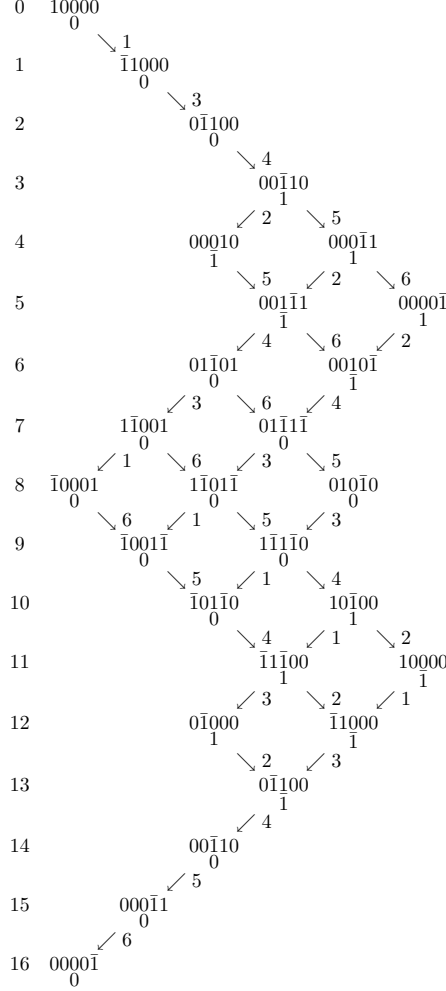 0 10000
0
1
1 1̄1000
0
3
2 01̄100
0
4
3 001̄10
1
2 5
4 00010 0001̄1
1̄ 1
5 2 6
5 0011̄1 00001̄
1̄ 1
4 6 2
6 011̄01 00101̄
0 1̄
3 6 4
7 11̄001 011̄11̄
0 0
1 6 3 5
8 1̄0001 11̄011̄ 0101̄0
0 0 0
6 1 5 3
9 1̄0011̄ 11̄11̄0
0 0
5 1 4
10 1̄011̄0 101̄00
0 1
4 1 2
11 1̄11̄00 10000
1 1̄
3 2 1
12 01̄000 1̄1000
1 1̄
2 3
13 01̄100
1̄
4
14 001̄10
0
5
15 0001̄1
0
6
16 00001̄
0